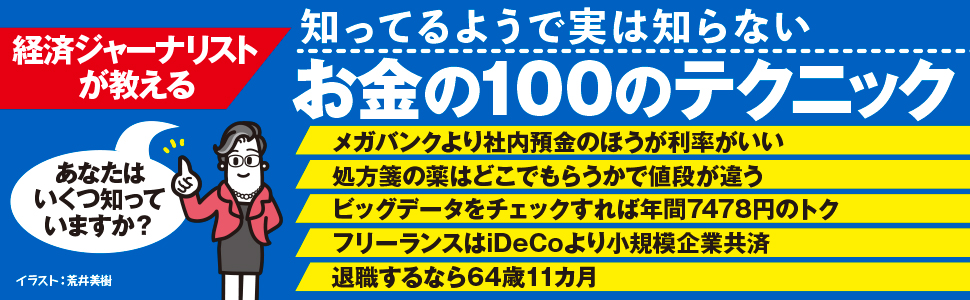 経済ジャーナリスト
が教える
知ってるようで実は知らない
お金の100のテクニック
あなたは
いくつ知って
いますか?
メガバンクより社内預金のほうが利率がいい
処方箋の薬はどこでもらうかで値段が違う
ビッグデータをチェックすれば年間7478円のトク
フリーランスはiDeCoより小規模企業共済
退職するなら64歳11カ月
イラスト:荒井美樹